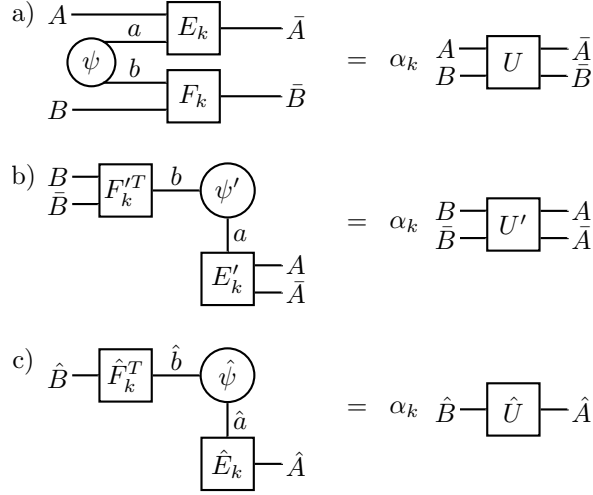 a) A a E_k Ā
ψ = α_k A U Ā
b B B̄
B F_k B̄
b) B F′_k^T b ψ′ = α_k B U′ A
B̄ B̄ Ā
a
E′_k A
Ā
c) B̂ F̂_k^T b̂ ψ̂ = α_k B̂ Û Â
â
Ê_k Â